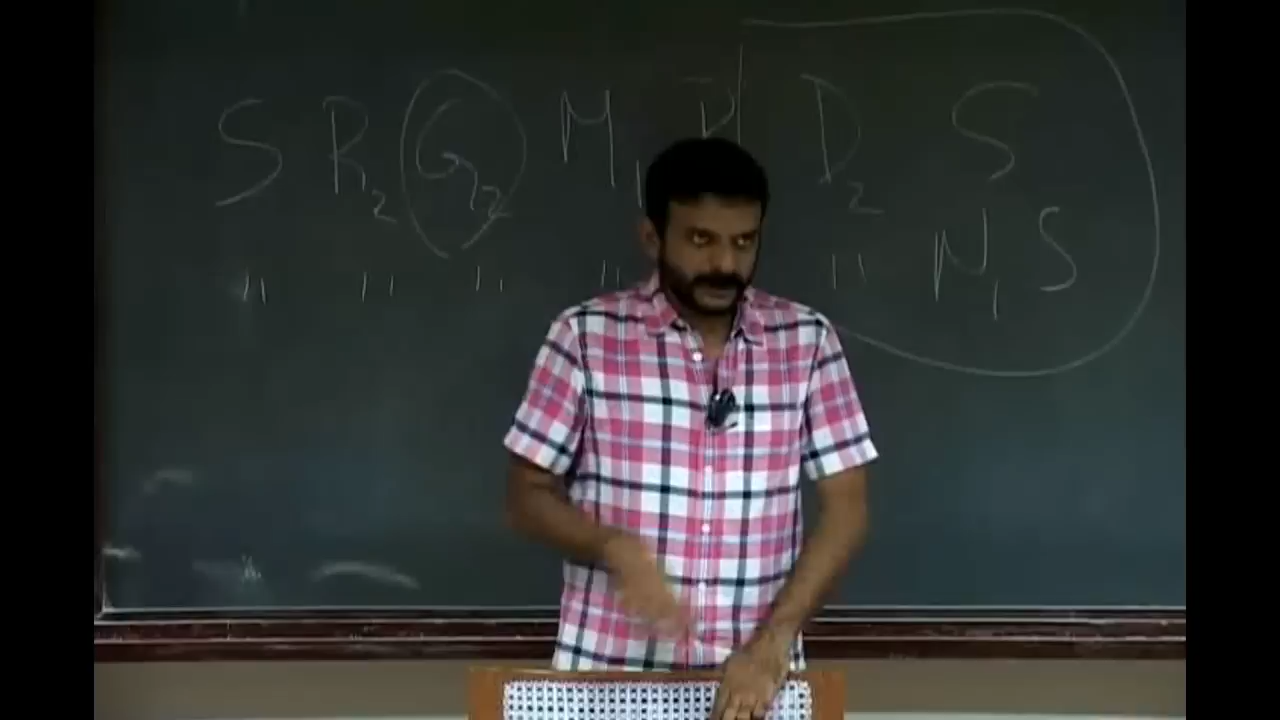 S R₂ G₂ M₁ P D₂ S
" " " " " N₁ S